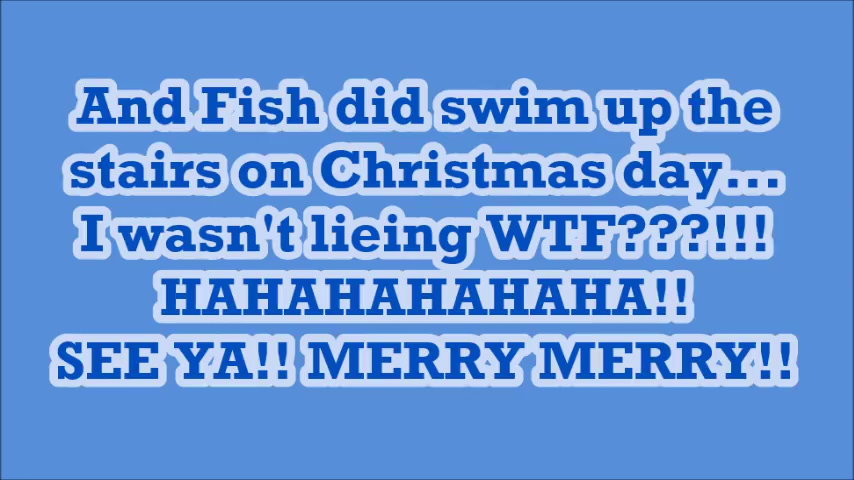 And Fish did swim up the
stairs on Christmas day...
I wasn't lieing WTF???!!!
HAHAHAHAHAHA!!
SEE YA!! MERRY MERRY!!